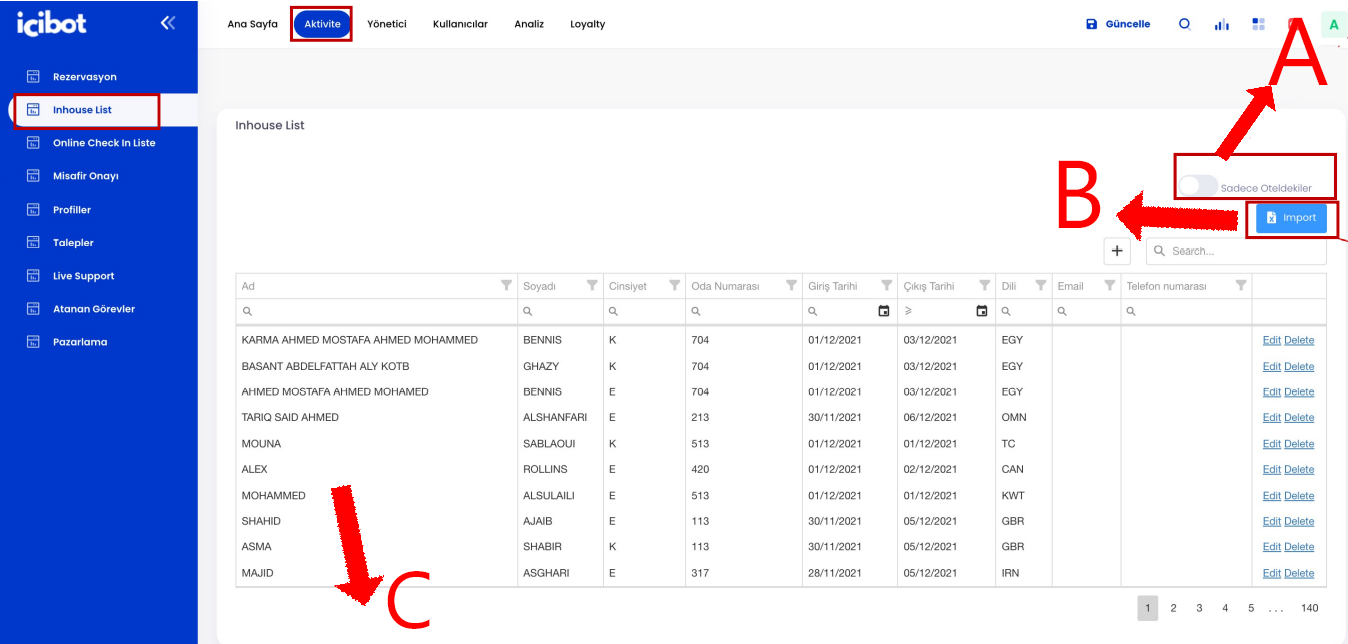 icibot
Ana Sayfa Aktivite Yönetici Kullanıcılar Analiz Loyalty Güncelle A
A
Rezervasyon
Inhouse List
Online Check In Liste
Misafir Onayı
Profiller
Talepler
Live Support
Atanan Görevler
Pazarlama
Inhouse List
Sadece Oteldekiler
B
Import
+ Search...
Ad Soyadı Cinsiyet Oda Numarası Giriş Tarihi Çıkış Tarihi Dili Email Telefon numarası
KARMA AHMED MOSTAFA AHMED MOHAMMED BENNIS K 704 01/12/2021 03/12/2021 EGY Edit Delete
BASANT ABDELFATTAH ALY KOTB GHAZY K 704 01/12/2021 03/12/2021 EGY Edit Delete
AHMED MOSTAFA AHMED MOHAMED BENNIS E 704 01/12/2021 03/12/2021 EGY Edit Delete
TARIQ SAID AHMED ALSHANFARI E 213 30/11/2021 06/12/2021 OMN Edit Delete
MOUNA SABLAOUI K 513 01/12/2021 01/12/2021 TC Edit Delete
ALEX ROLLINS E 420 01/12/2021 02/12/2021 CAN Edit Delete
MOHAMMED ALSULAILI E 513 01/12/2021 01/12/2021 KWT Edit Delete
SHAHID AJAIB E 113 30/11/2021 05/12/2021 GBR Edit Delete
ASMA SHABIR K 113 30/11/2021 05/12/2021 GBR Edit Delete
MAJID ASGHARI E 317 28/11/2021 05/12/2021 IRN Edit Delete
C
1 2 3 4 5 ... 140